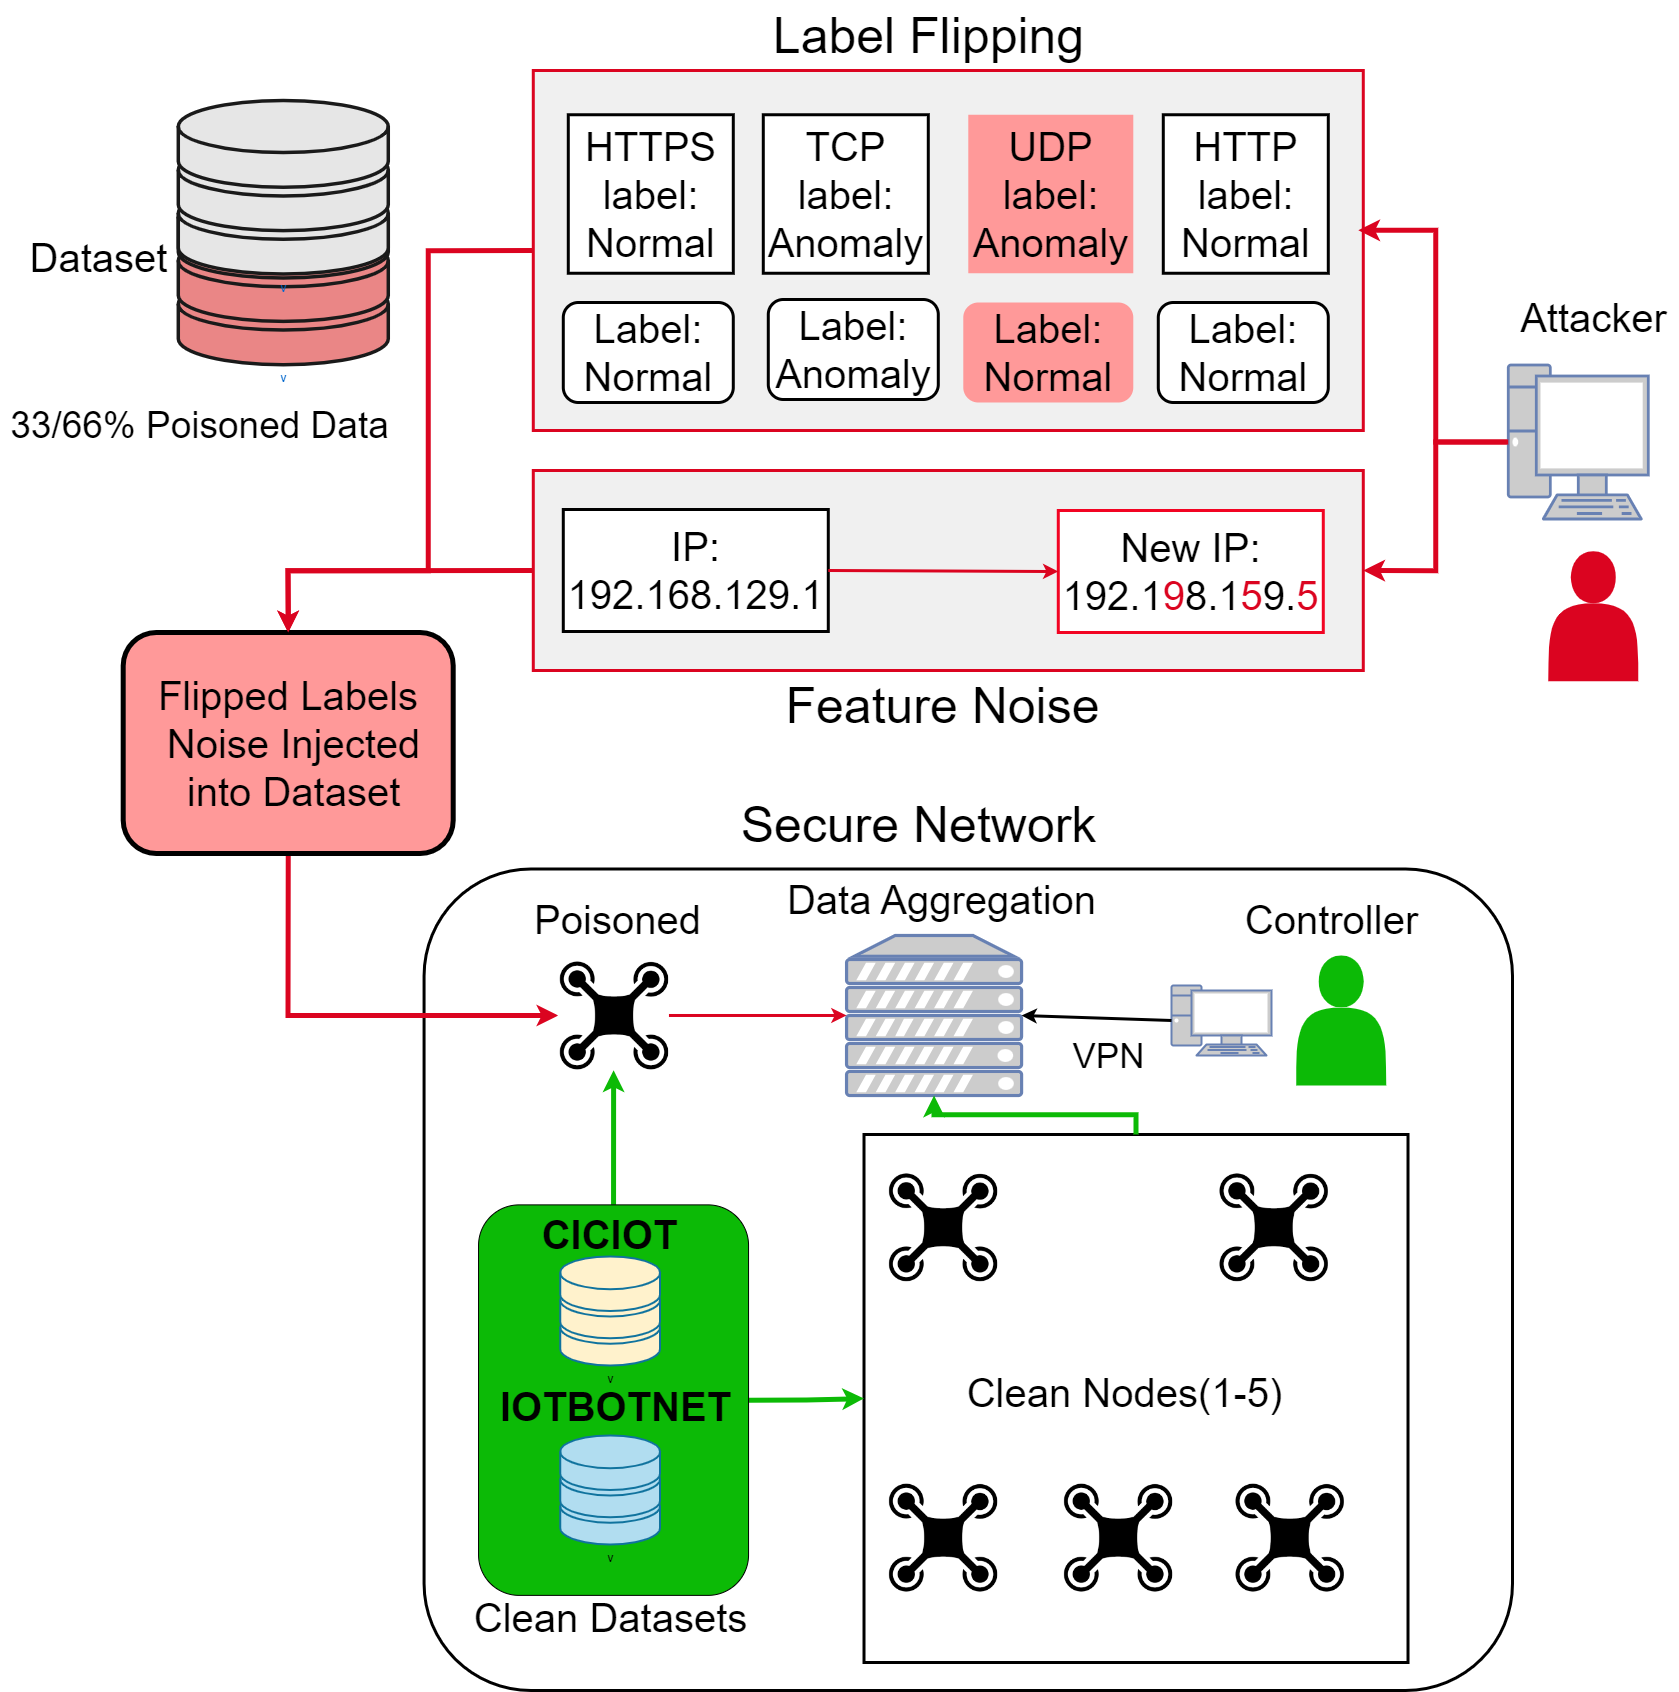 Label Flipping
HTTPS
label:
Normal
TCP
label:
Anomaly
UDP
label:
Anomaly
HTTP
label:
Normal
Label:
Normal
Label:
Anomaly
Label:
Normal
Label:
Normal
Dataset
v
v
33/66% Poisoned Data
Attacker
IP:
192.168.129.1
New IP:
192.198.159.5
Feature Noise
Flipped Labels
Noise Injected
into Dataset
Secure Network
Poisoned
Data Aggregation
Controller
VPN
CICIOT
v
IOTBOTNET
v
Clean Datasets
Clean Nodes(1-5)